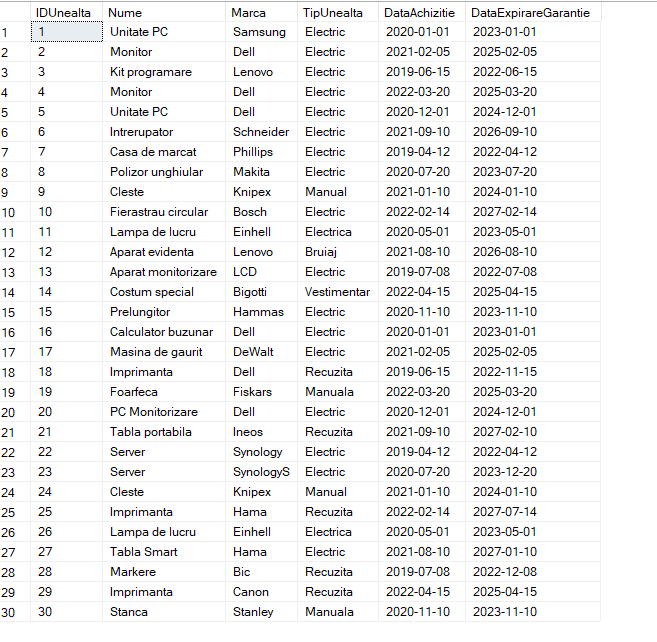 IDUnealta Nume Marca TipUnealta DataAchizitie DataExpirareGarantie
1 1 Unitate PC Samsung Electric 2020-01-01 2023-01-01
2 2 Monitor Dell Electric 2021-02-05 2025-02-05
3 3 Kit programare Lenovo Electric 2019-06-15 2022-06-15
4 4 Monitor Dell Electric 2022-03-20 2025-03-20
5 5 Unitate PC Dell Electric 2020-12-01 2024-12-01
6 6 Intrerupator Schneider Electric 2021-09-10 2026-09-10
7 7 Casa de marcat Phillips Electric 2019-04-12 2022-04-12
8 8 Polizor unghiular Makita Electric 2020-07-20 2023-07-20
9 9 Cleste Knipex Manual 2021-01-10 2024-01-10
10 10 Fierastrau circular Bosch Electric 2022-02-14 2027-02-14
11 11 Lampa de lucru Einhell Electrica 2020-05-01 2023-05-01
12 12 Aparat evidenta Lenovo Bruiaj 2021-08-10 2026-08-10
13 13 Aparat monitorizare LCD Electric 2019-07-08 2022-07-08
14 14 Costum special Bigotti Vestimentar 2022-04-15 2025-04-15
15 15 Prelungitor Hammas Electric 2020-11-10 2023-11-10
16 16 Calculator buzunar Dell Electric 2020-01-01 2023-01-01
17 17 Masina de gaurit DeWalt Electric 2021-02-05 2025-02-05
18 18 Imprimanta Dell Recuzita 2019-06-15 2022-11-15
19 19 Foarfeca Fiskars Manuala 2022-03-20 2025-03-20
20 20 PC Monitorizare Dell Electric 2020-12-01 2024-12-01
21 21 Tabla portabila Ineos Recuzita 2021-09-10 2027-02-10
22 22 Server Synology Electric 2019-04-12 2022-04-12
23 23 Server SynologyS Electric 2020-07-20 2023-12-20
24 24 Cleste Knipex Manual 2021-01-10 2024-01-10
25 25 Imprimanta Hama Recuzita 2022-02-14 2027-07-14
26 26 Lampa de lucru Einhell Electrica 2020-05-01 2023-05-01
27 27 Tabla Smart Hama Electric 2021-08-10 2027-01-10
28 28 Markere Bic Recuzita 2019-07-08 2022-12-08
29 29 Imprimanta Canon Recuzita 2022-04-15 2025-04-15
30 30 Stanca Stanley Manuala 2020-11-10 2023-11-10